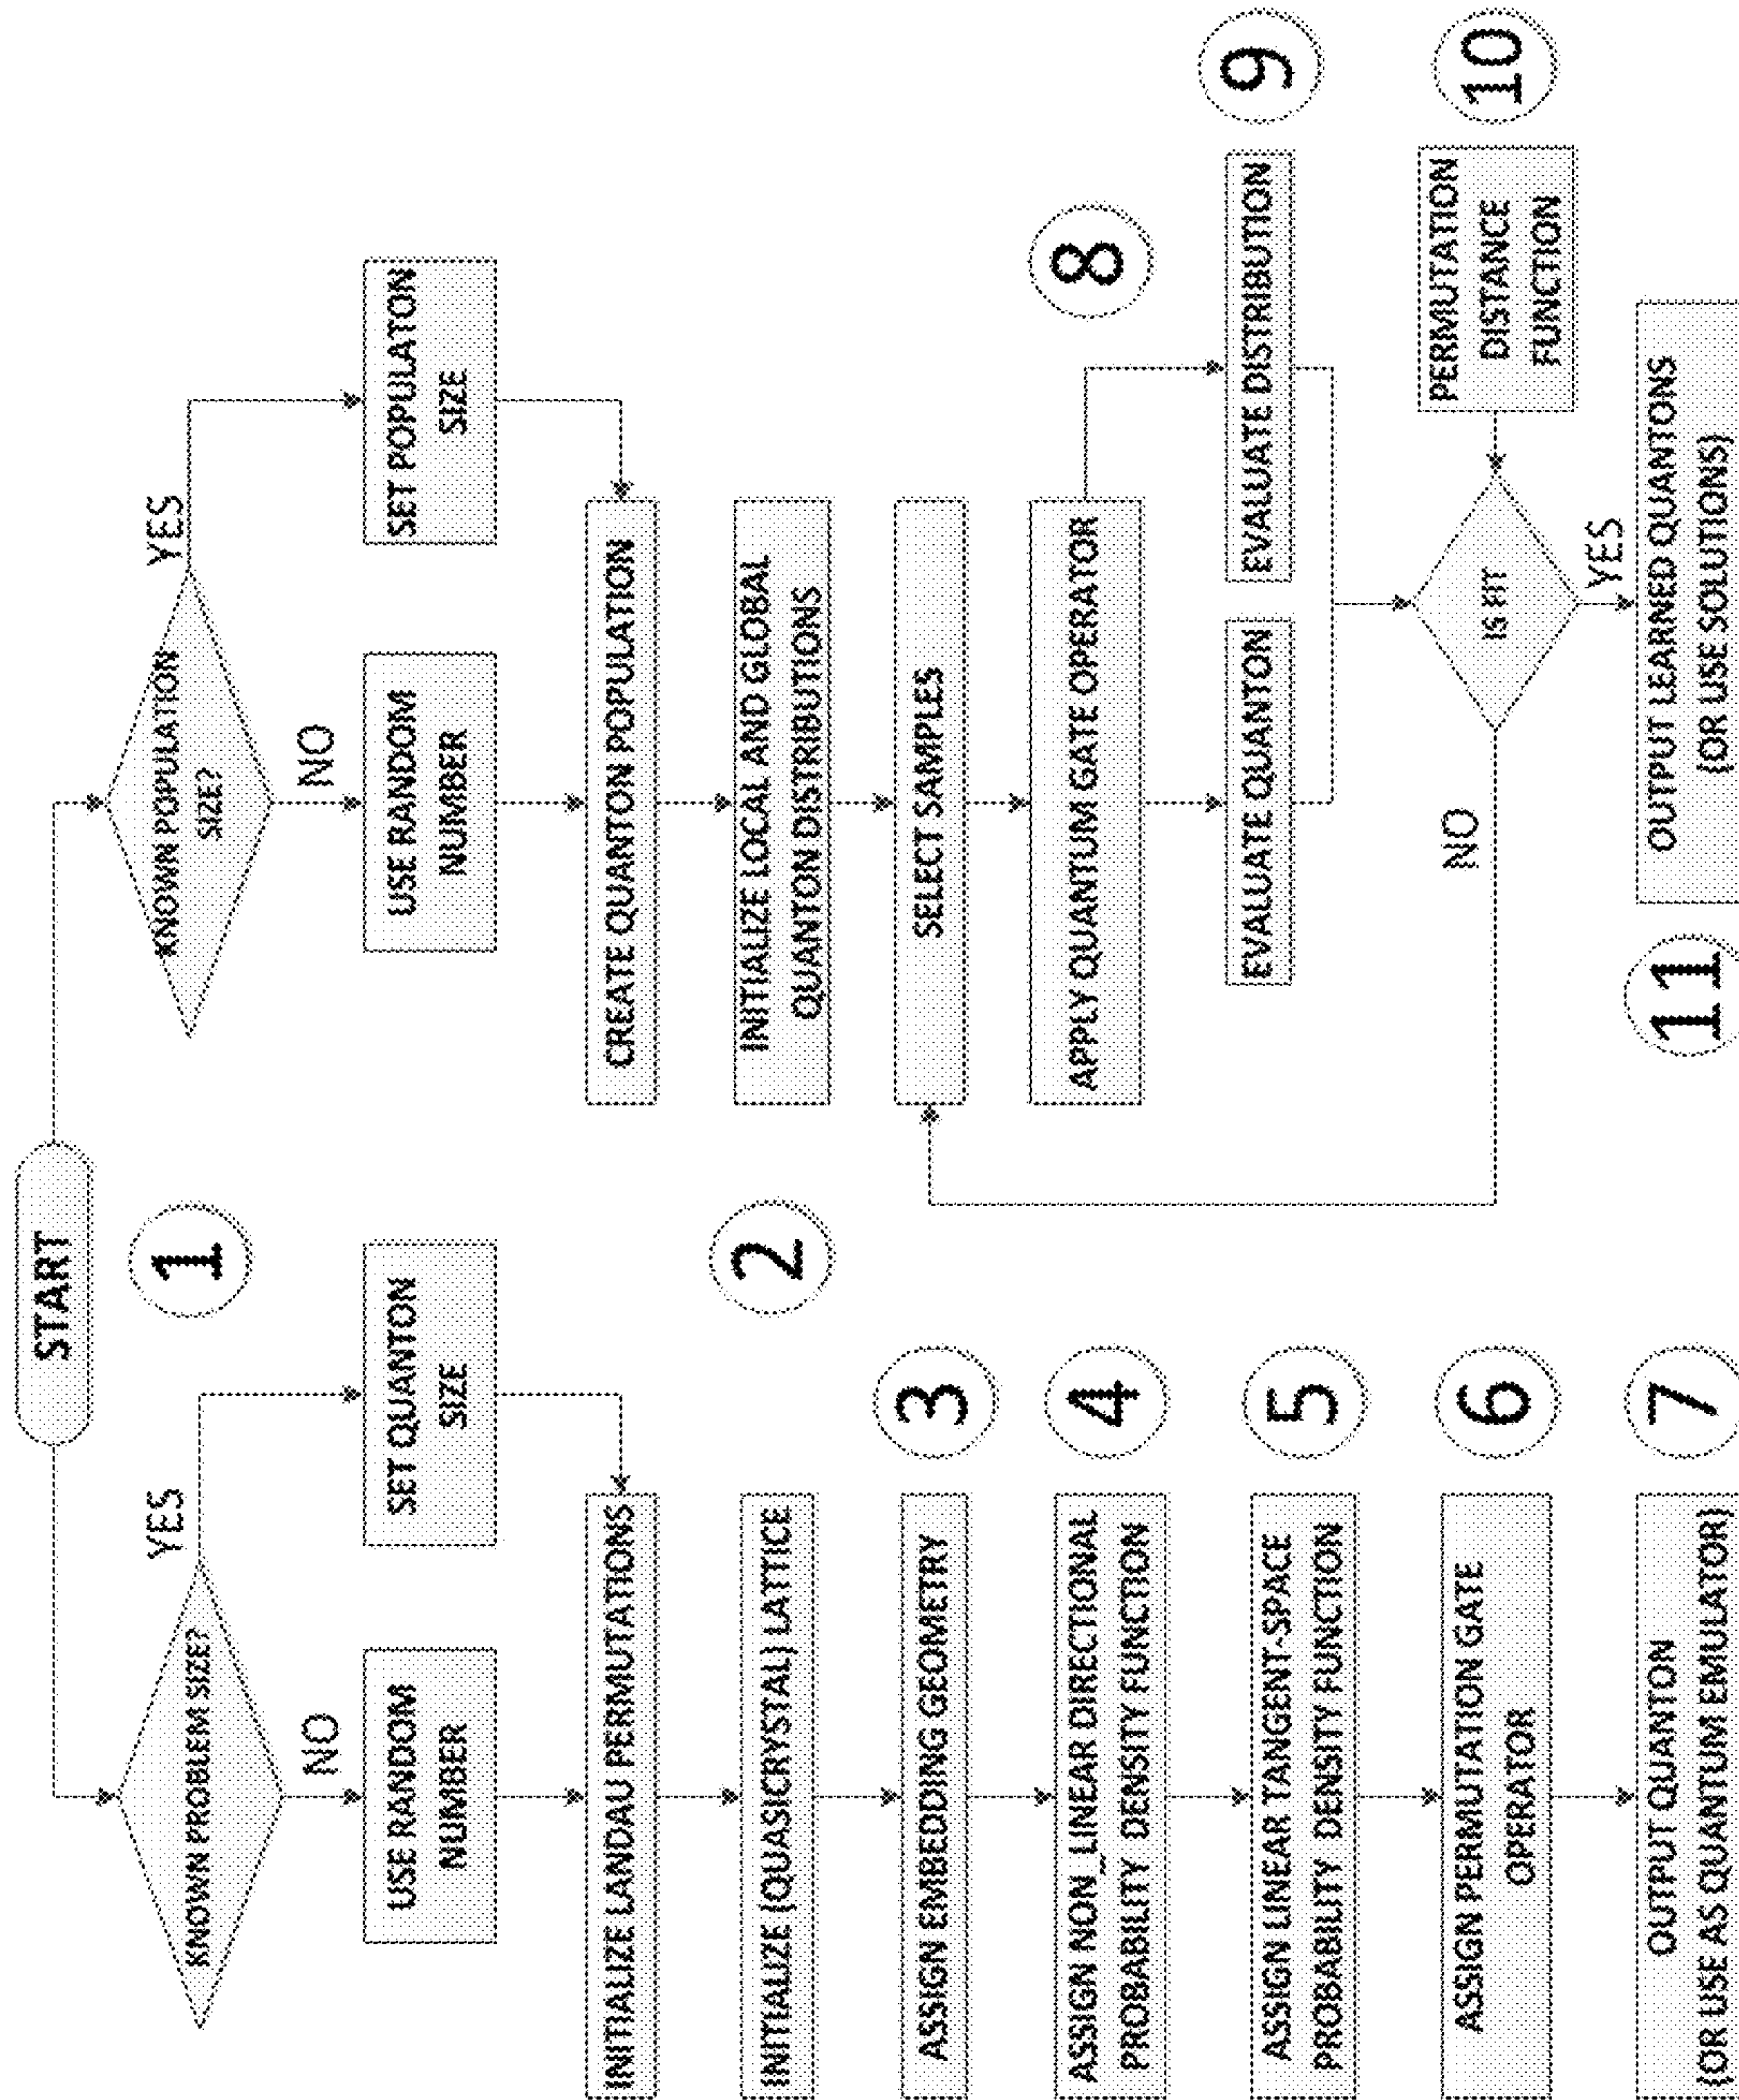 START
1
KNOWN PROBLEM SIZE?
YES
NO
USE RANDOM
NUMBER
SET QUANTON
SIZE
INITIALIZE LANDAU PERMUTATIONS
INITIALIZE (QUASICRYSTAL) LATTICE
2
ASSIGN EMBEDDING GEOMETRY
3
ASSIGN NON_LINEAR DIRECTIONAL
PROBABILITY DENSITY FUNCTION
4
ASSIGN LINEAR TANGENT-SPACE
PROBABILITY DENSITY FUNCTION
5
ASSIGN PERMUTATION GATE
OPERATOR
6
OUTPUT QUANTON
(OR USE AS QUANTUM EMULATOR)
7
KNOWN POPULATION
SIZE?
YES
NO
USE RANDOM
NUMBER
SET POPULATON
SIZE
CREATE QUANTON POPULATION
INITIALIZE LOCAL AND GLOBAL
QUANTON DISTRIBUTIONS
SELECT SAMPLES
APPLY QUANTUM GATE OPERATOR
8
EVALUATE QUANTON
EVALUATE DISTRIBUTION
9
IS FIT
PERMUTATION
DISTANCE
FUNCTION
10
NO
YES
OUTPUT LEARNED QUANTONS
(OR USE SOLUTIONS)
11